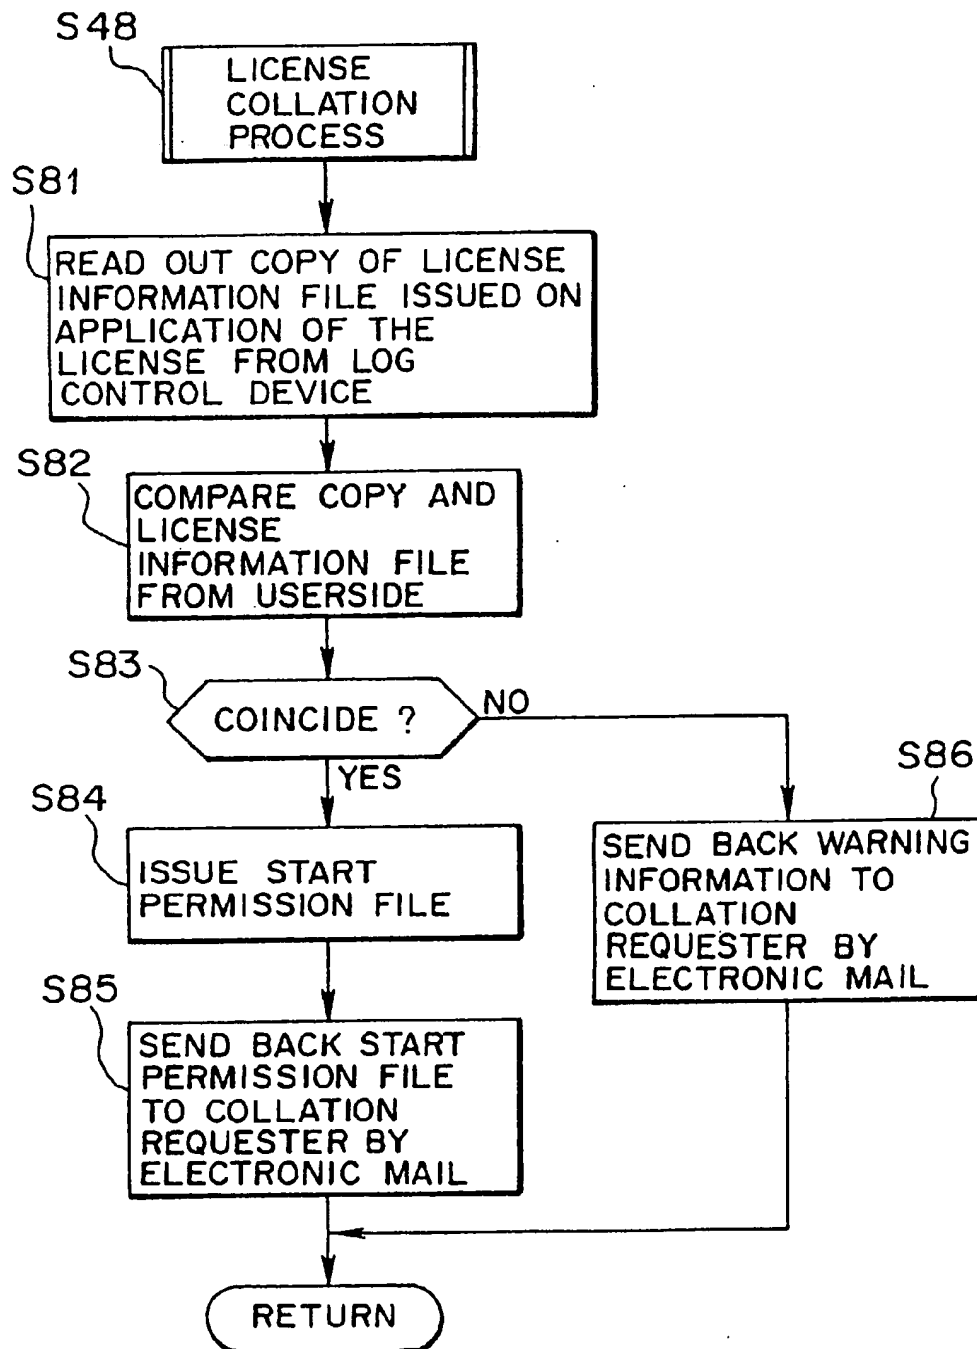 S48
LICENSE
COLLATION
PROCESS
S81
READ OUT COPY OF LICENSE
INFORMATION FILE ISSUED ON
APPLICATION OF THE
LICENSE FROM LOG
CONTROL DEVICE
S82
COMPARE COPY AND
LICENSE
INFORMATION FILE
FROM USERSIDE
S83
COINCIDE ?
NO
YES
S84
ISSUE START
PERMISSION FILE
S86
SEND BACK WARNING
INFORMATION TO
COLLATION
REQUESTER BY
ELECTRONIC MAIL
S85
SEND BACK START
PERMISSION FILE
TO COLLATION
REQUESTER BY
ELECTRONIC MAIL
RETURN